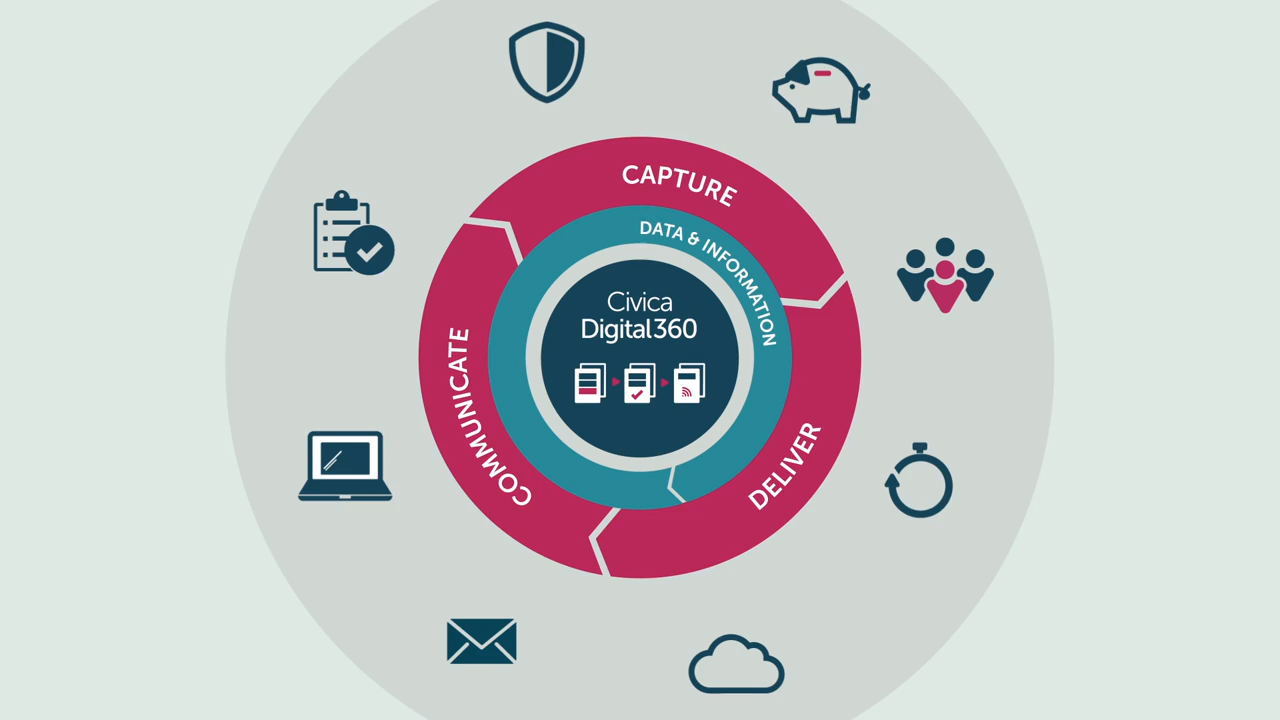 CAPTURE
DATA & INFORMATION
Civica
Digital360
COMMUNICATE
DELIVER